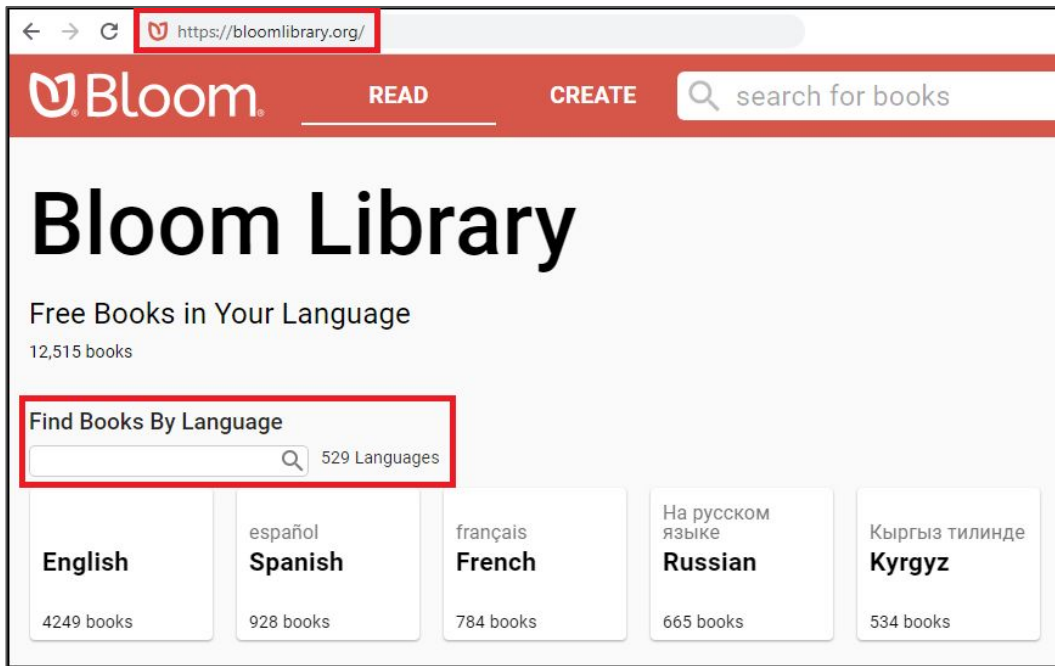 https://bloomlibrary.org/
Bloom®
READ
CREATE
search for books
Bloom Library
Free Books in Your Language
12,515 books
Find Books By Language
529 Languages
English
4249 books
español
Spanish
928 books
français
French
784 books
На русском
языке
Russian
665 books
Кыргыз тилинде
Kyrgyz
534 books